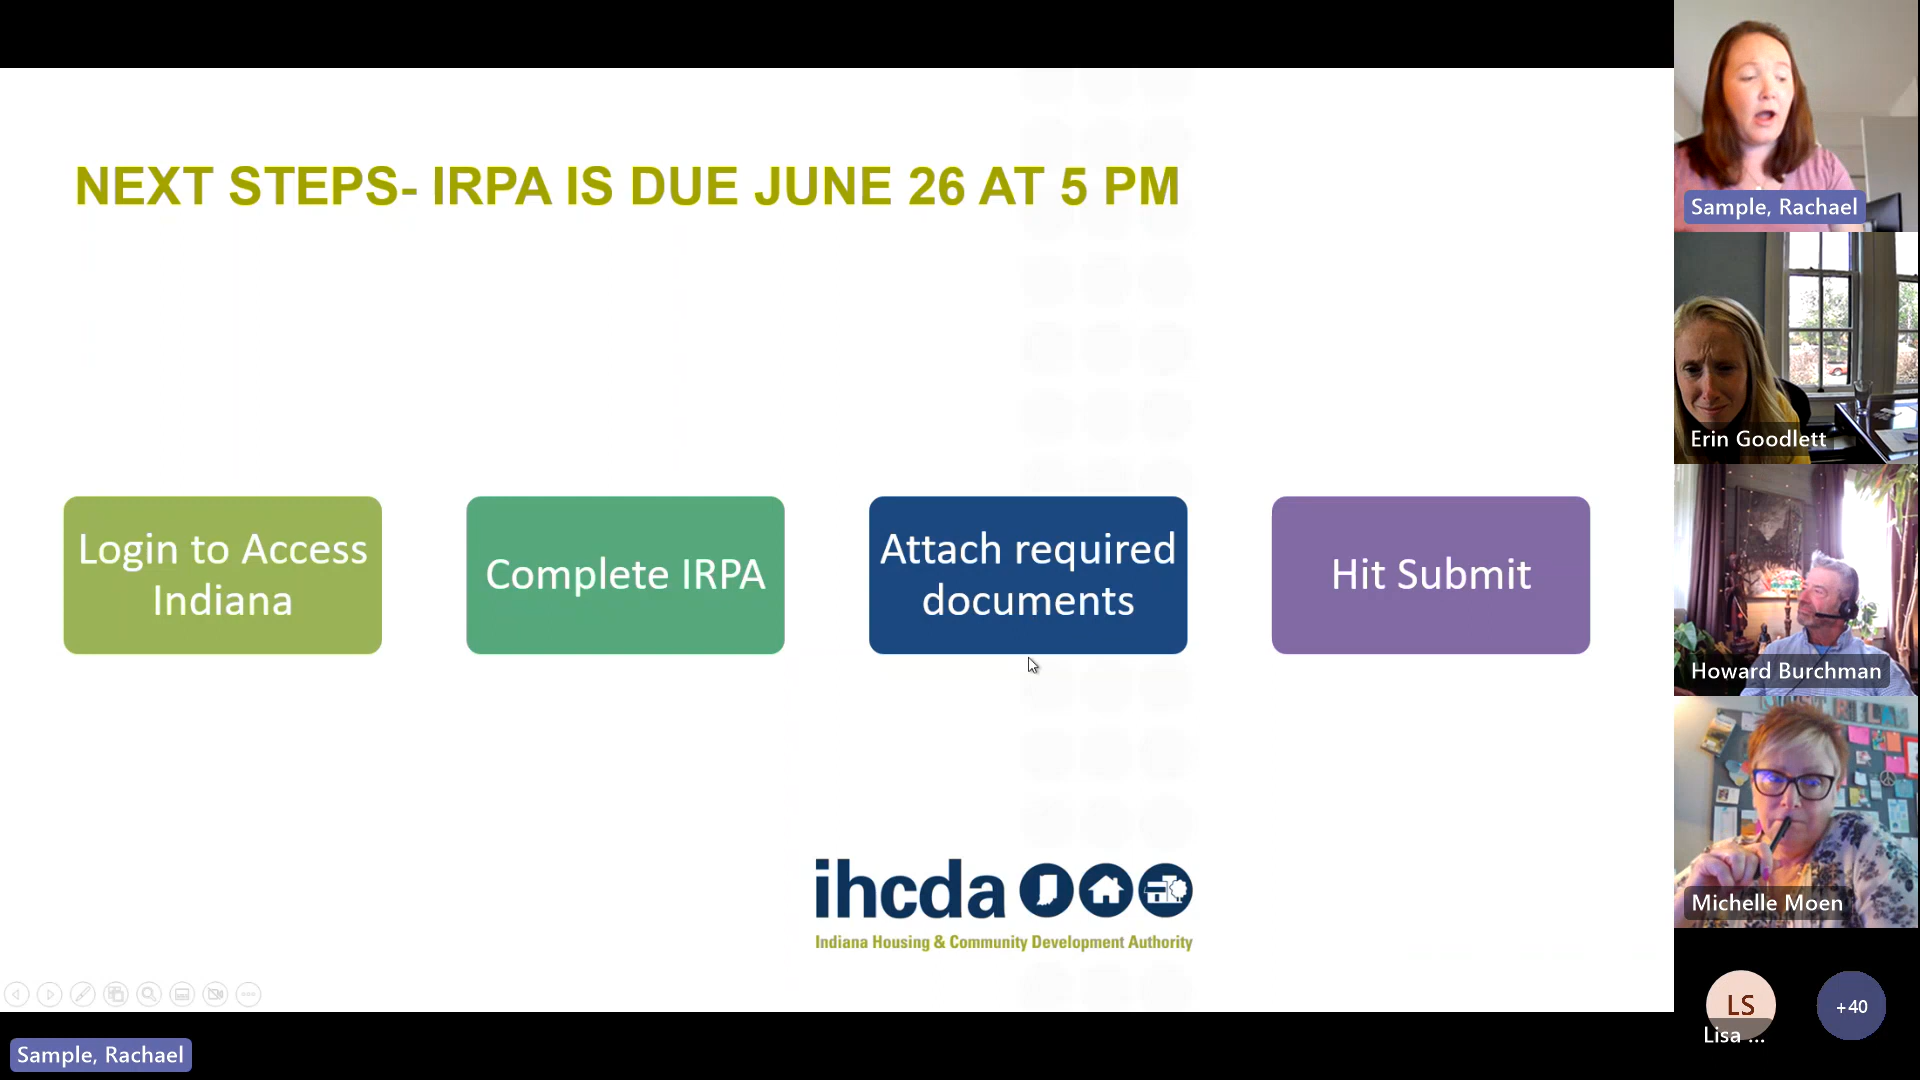 NEXT STEPS- IRPA IS DUE JUNE 26 AT 5 PM
Login to Access
Indiana
Complete IRPA
Attach required
documents
Hit Submit
ihcda
Indiana Housing & Community Development Authority
Sample, Rachael
Sample, Rachael
Erin Goodlett
Howard Burchman
Michelle Moen
LS
Lisa ...
+40